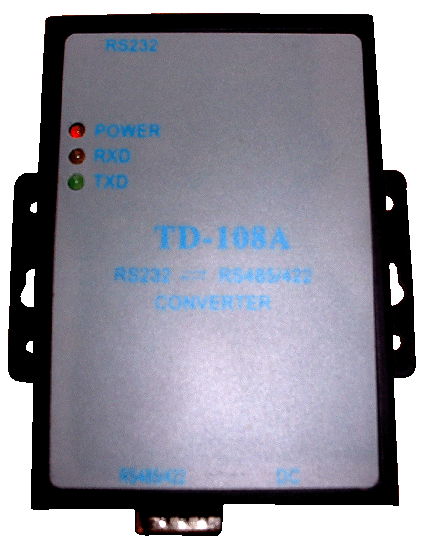 RS232
POWER
RXD
TXD
TD-108A
RS232 RS485/422
CONVERTER
RS485/422 DC